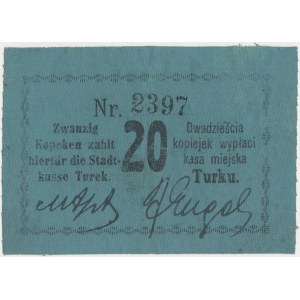 Nr. 2397
Zwanzig
Kopeken zahlt
hierfür die Stadt-
kasse Turek.
20
Dwadzieścia
kopiejek wypłaci
kasa miejska
Turku.